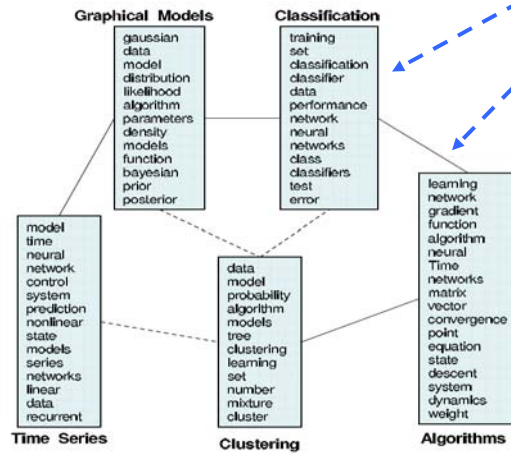 Graphical Models
gaussian
data
model
distribution
likelihood
algorithm
parameters
density
models
function
bayesian
prior
posterior
Classification
training
set
classification
classifier
data
performance
network
neural
networks
class
classifiers
test
error
model
time
neural
network
control
system
prediction
nonlinear
state
models
series
networks
linear
data
recurrent
Time Series
data
model
probability
algorithm
models
tree
clustering
learning
set
number
mixture
cluster
Clustering
learning
network
gradient
function
algorithm
neural
Time
networks
matrix
vector
convergence
point
equation
state
descent
system
dynamics
weight
Algorithms